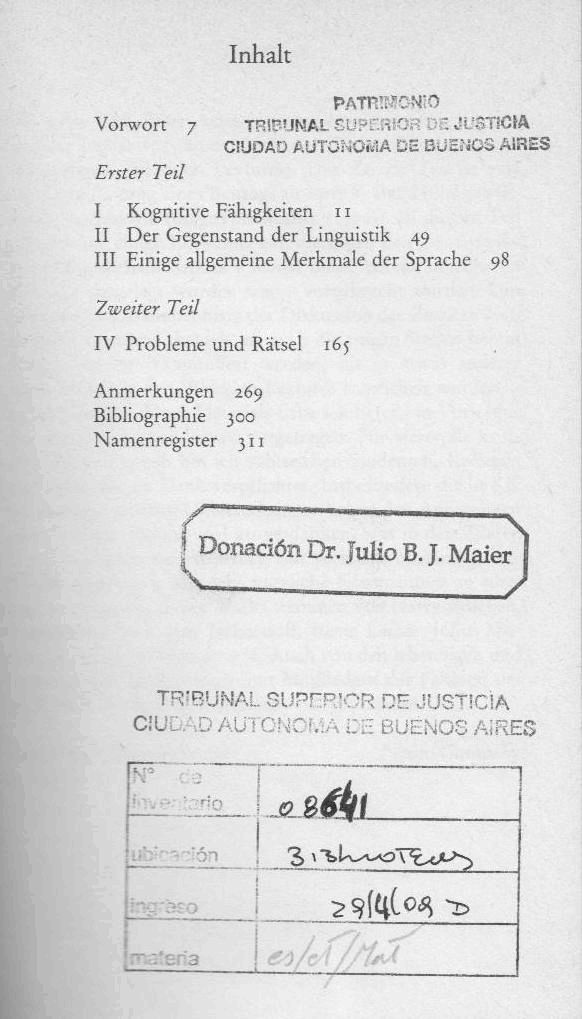 Inhalt
PATRIMONIO
TRIBUNAL SUPERIOR DE JUSTICIA
CIUDAD AUTONOMA DE BUENOS AIRES
Vorwort 7
Erster Teil
I Kognitive Fähigkeiten 11
II Der Gegenstand der Linguistik 49
III Einige allgemeine Merkmale der Sprache 98
Zweiter Teil
IV Probleme und Rätsel 165
Anmerkungen 269
Bibliographie 300
Namenregister 311
Donación Dr. Julio B. J. Maier
TRIBUNAL SUPERIOR DE JUSTICIA
CIUDAD AUTONOMA DE BUENOS AIRES
N° de
inventario 08641
ubicación
ingreso 29/4/09 D
materia